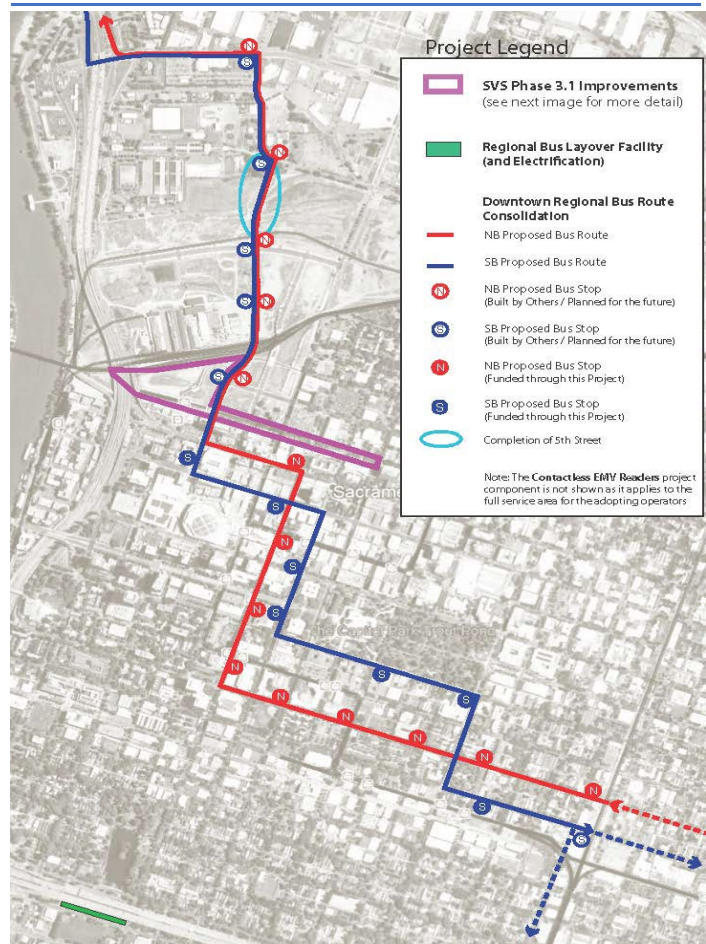 Project Legend
SVS Phase 3.1 Improvements
(see next image for more detail)
Regional Bus Layover Facility
(and Electrification)
Downtown Regional Bus Route
Consolidation
NB Proposed Bus Route
SB Proposed Bus Route
N
NB Proposed Bus Stop
(Built by Others / Planned for the future)
S
SB Proposed Bus Stop
(Built by Others / Planned for the future)
N
NB Proposed Bus Stop
(Funded through this Project)
S
SB Proposed Bus Stop
(Funded through this Project)
Completion of 5th Street
Note: The Contactless EMV Readers project
component is not shown as it applies to the
full service area for the adopting operators
N
S
N
S
N
S
N
S
S
N
S
N
S
N
S
N
S
N
S
S
N
N
N
N
N
N
S
S